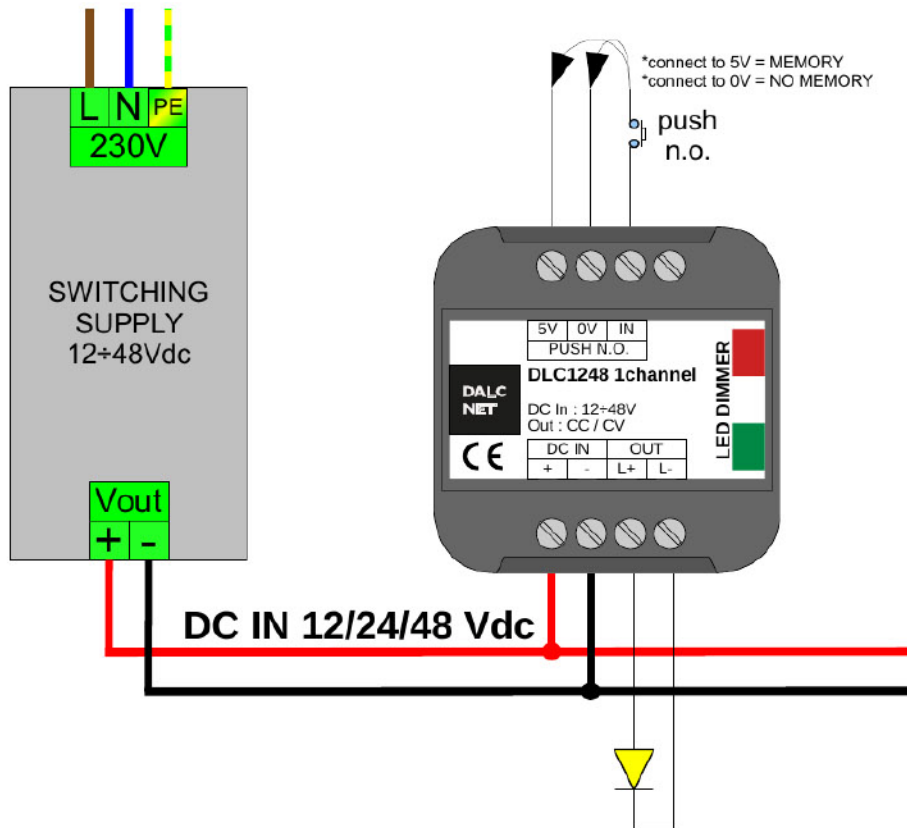 L N PE
230V
SWITCHING
SUPPLY
12÷48Vdc
Vout
+ -
*connect to 5V = MEMORY
*connect to 0V = NO MEMORY
push
n.o.
5V 0V IN
PUSH N.O.
DALC
NET
DLC1248 1channel
DC In : 12÷48V
Out : CC / CV
CE
DC IN OUT
+ - L+ L-
LED DIMMER
DC IN 12/24/48 Vdc